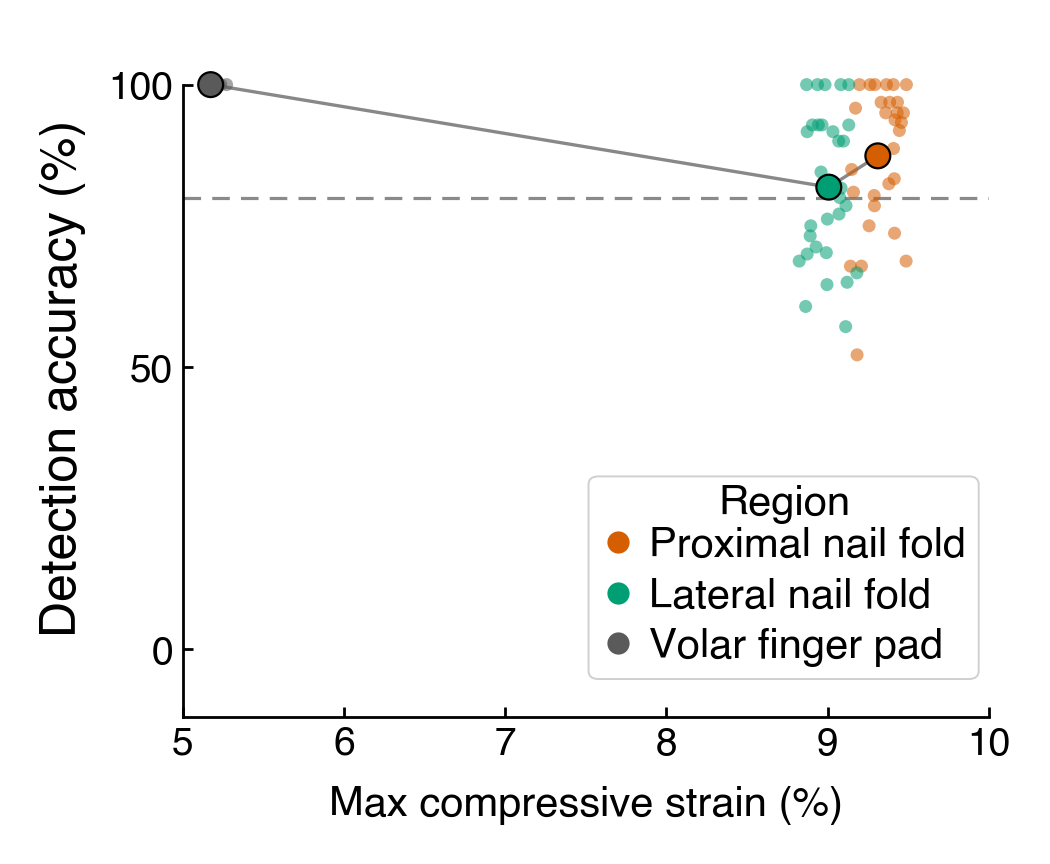 Detection accuracy (%)
100
50
0
5 6 7 8 9 10
Max compressive strain (%)
Region
Proximal nail fold
Lateral nail fold
Volar finger pad